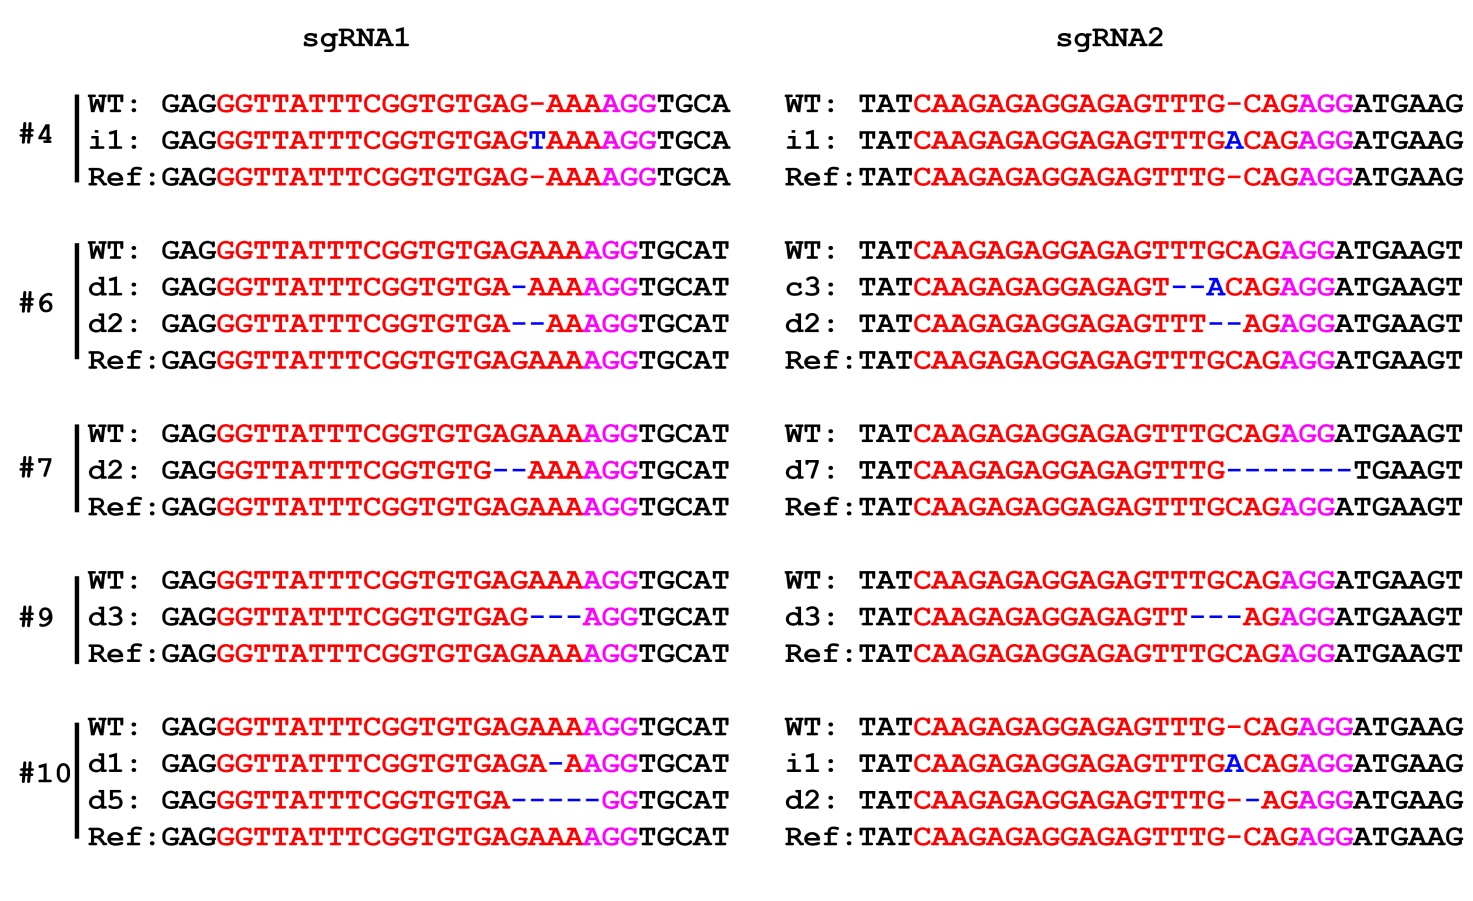 sgRNA1 sgRNA2
#4
WT: GAGGGTTATTTCGGTGTGAG-AAAAGGTGCA WT: TATCAAGAGAGGAGAGTTTG-CAGAGGATGAAG
i1: GAGGGTTATTTCGGTGTGAGTAAAAGGTGCA i1: TATCAAGAGAGGAGAGTTTGACAGAGGATGAAG
Ref:GAGGGTTATTTCGGTGTGAG-AAAAGGTGCA Ref:TATCAAGAGAGGAGAGTTTG-CAGAGGATGAAG
#6
WT: GAGGGTTATTTCGGTGTGAGAAAAGGTGCAT WT: TATCAAGAGAGGAGAGTTTGCAGAGGATGAAGT
d1: GAGGGTTATTTCGGTGTGA-AAAAGGTGCAT c3: TATCAAGAGAGGAGAGT--ACAGAGGATGAAGT
d2: GAGGGTTATTTCGGTGTGA--AAAGGTGCAT d2: TATCAAGAGAGGAGAGTTT--AGAGGATGAAGT
Ref:GAGGGTTATTTCGGTGTGAGAAAAGGTGCAT Ref:TATCAAGAGAGGAGAGTTTGCAGAGGATGAAGT
#7
WT: GAGGGTTATTTCGGTGTGAGAAAAGGTGCAT WT: TATCAAGAGAGGAGAGTTTGCAGAGGATGAAGT
d2: GAGGGTTATTTCGGTGTG--AAAAGGTGCAT d7: TATCAAGAGAGGAGAGTTTG-------TGAAGT
Ref:GAGGGTTATTTCGGTGTGAGAAAAGGTGCAT Ref:TATCAAGAGAGGAGAGTTTGCAGAGGATGAAGT
#9
WT: GAGGGTTATTTCGGTGTGAGAAAAGGTGCAT WT: TATCAAGAGAGGAGAGTTTGCAGAGGATGAAGT
d3: GAGGGTTATTTCGGTGTGAG---AGGTGCAT d3: TATCAAGAGAGGAGAGTT---AGAGGATGAAGT
Ref:GAGGGTTATTTCGGTGTGAGAAAAGGTGCAT Ref:TATCAAGAGAGGAGAGTTTGCAGAGGATGAAGT
#10
WT: GAGGGTTATTTCGGTGTGAGAAAAGGTGCAT WT: TATCAAGAGAGGAGAGTTTG-CAGAGGATGAAG
d1: GAGGGTTATTTCGGTGTGAGA-AAGGTGCAT i1: TATCAAGAGAGGAGAGTTTGACAGAGGATGAAG
d5: GAGGGTTATTTCGGTGTGA-----GGTGCAT d2: TATCAAGAGAGGAGAGTTTG--AGAGGATGAAG
Ref:GAGGGTTATTTCGGTGTGAGAAAAGGTGCAT Ref:TATCAAGAGAGGAGAGTTTG-CAGAGGATGAAG